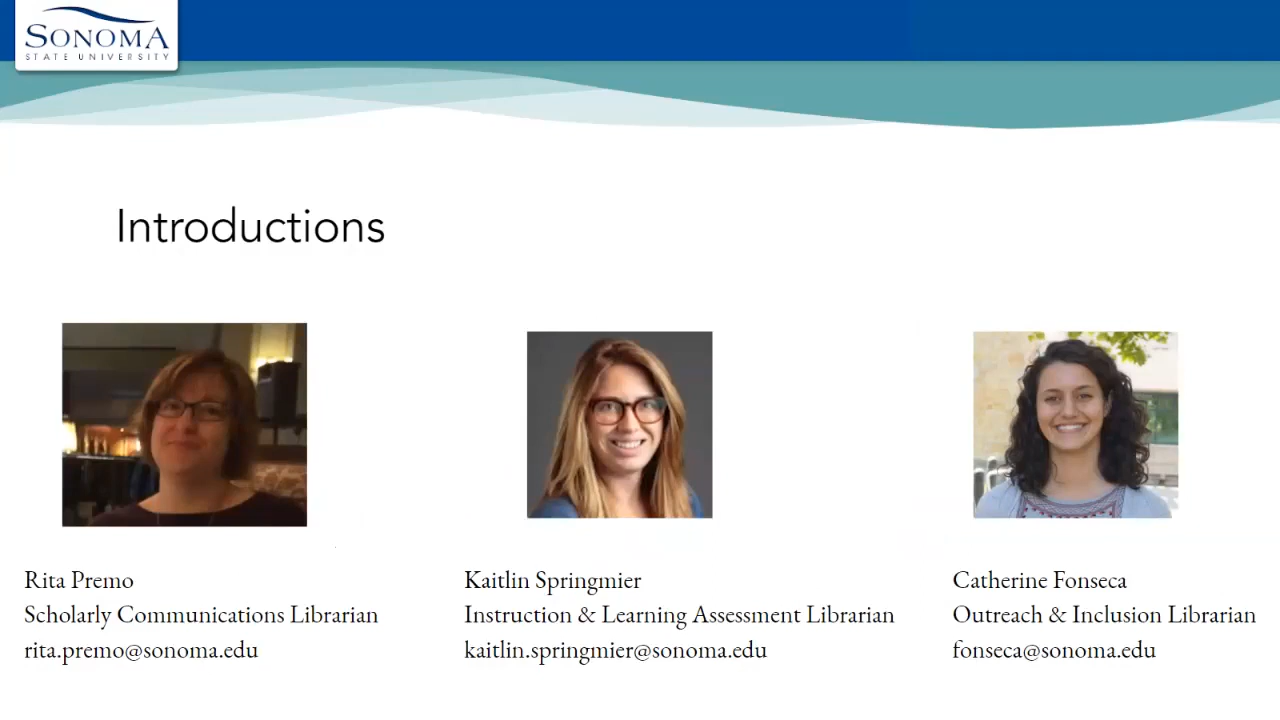 SONOMA
STATE UNIVERSITY
Introductions
Rita Premo
Scholarly Communications Librarian
rita.premo@sonoma.edu
Kaitlin Springmier
Instruction & Learning Assessment Librarian
kaitlin.springmier@sonoma.edu
Catherine Fonseca
Outreach & Inclusion Librarian
fonseca@sonoma.edu